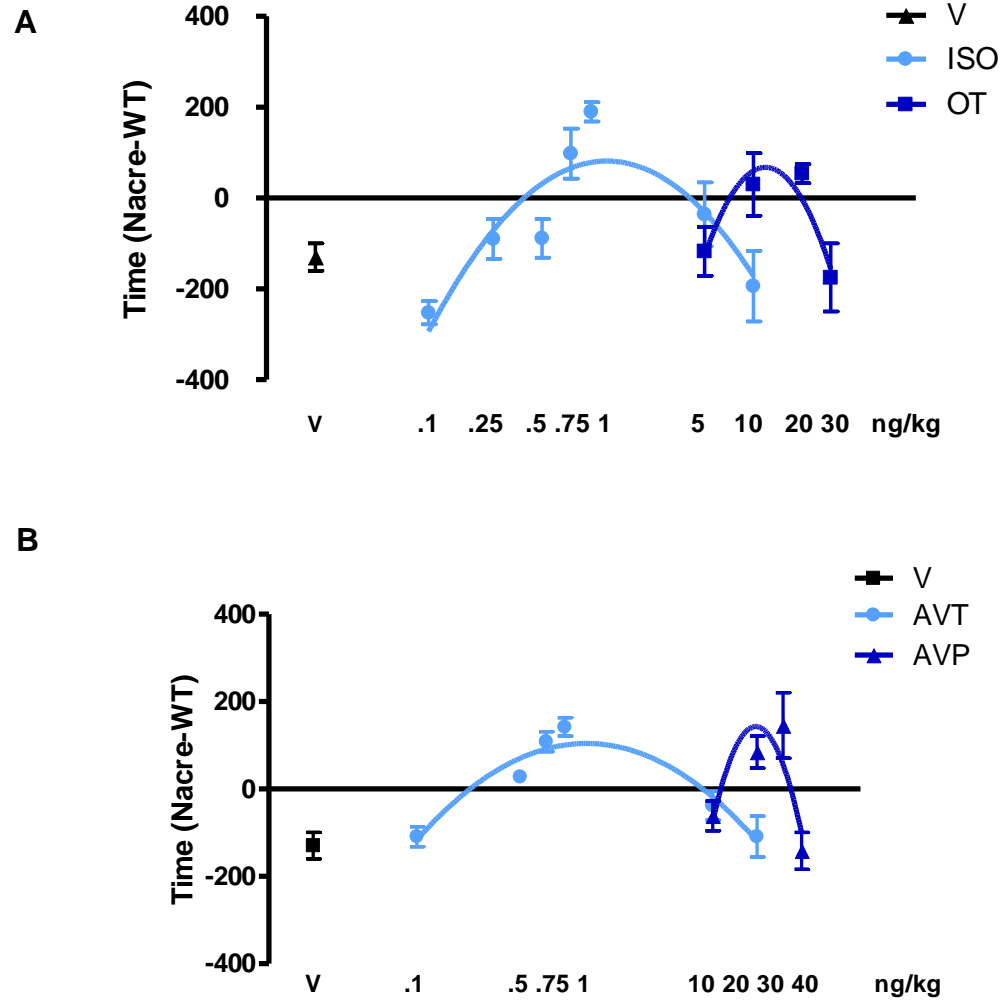 A
400
200
0
-200
-400
Time (Nacre-WT)
V
ISO
OT
V .1 .25 .5 .75 1 5 10 20 30 ng/kg
B
400
200
0
-200
-400
Time (Nacre-WT)
V
AVT
AVP
V .1 .5 .75 1 10 20 30 40 ng/kg